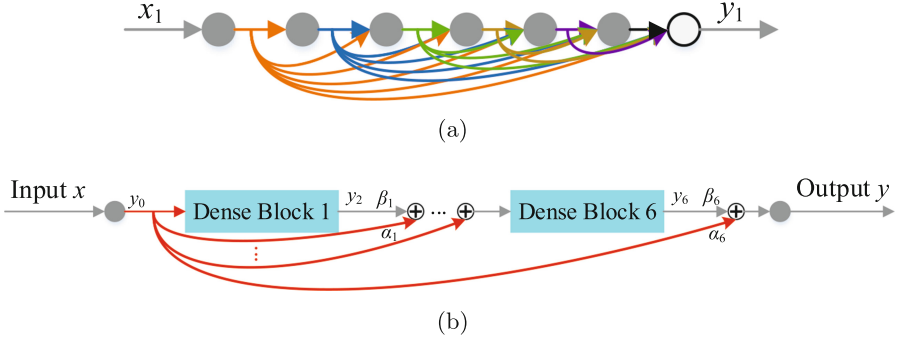 x₁ y₁
(a)
Input x y₀ Dense Block 1 y₂ β₁ α₁ ... Dense Block 6 y₆ β₆ α₆ Output y
(b)